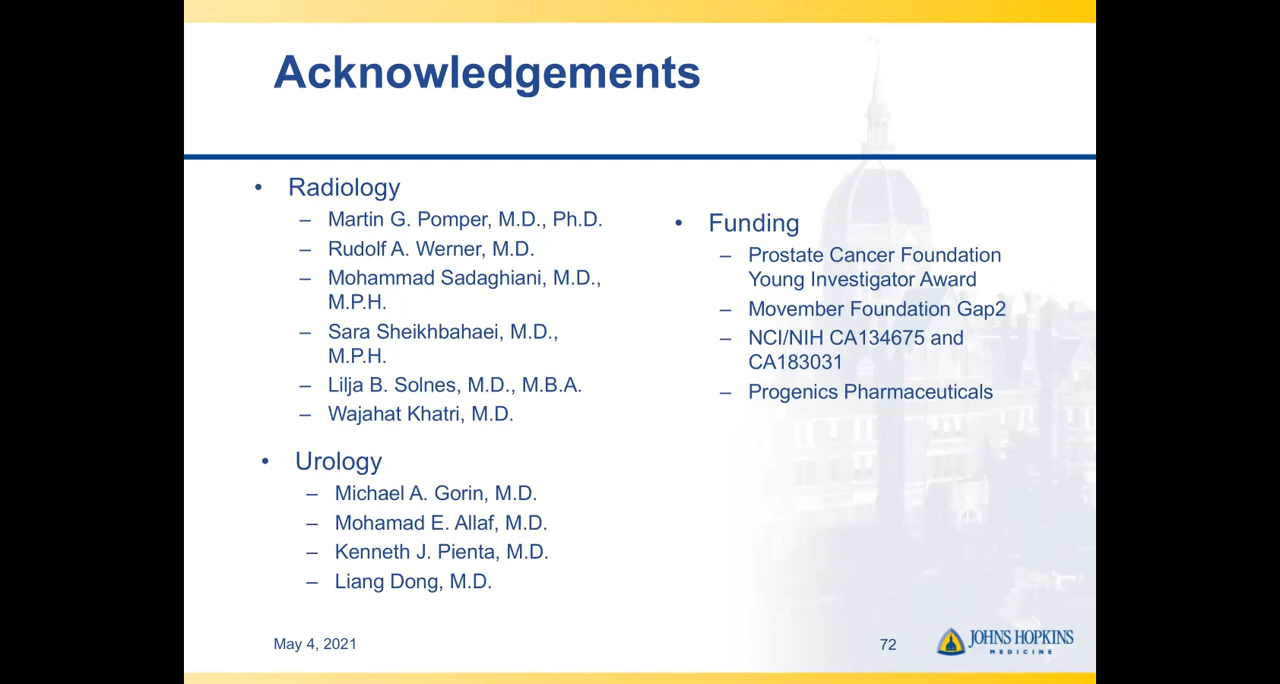 Acknowledgements
• Radiology
– Martin G. Pomper, M.D., Ph.D.
– Rudolf A. Werner, M.D.
– Mohammad Sadaghiani, M.D.,
M.P.H.
– Sara Sheikhbahaei, M.D.,
M.P.H.
– Lilja B. Solnes, M.D., M.B.A.
– Wajahat Khatri, M.D.
• Urology
– Michael A. Gorin, M.D.
– Mohamad E. Allaf, M.D.
– Kenneth J. Pienta, M.D.
– Liang Dong, M.D.
• Funding
– Prostate Cancer Foundation
Young Investigator Award
– Movember Foundation Gap2
– NCI/NIH CA134675 and
CA183031
– Progenics Pharmaceuticals
May 4, 2021
72
JOHNS HOPKINS
MEDICINE